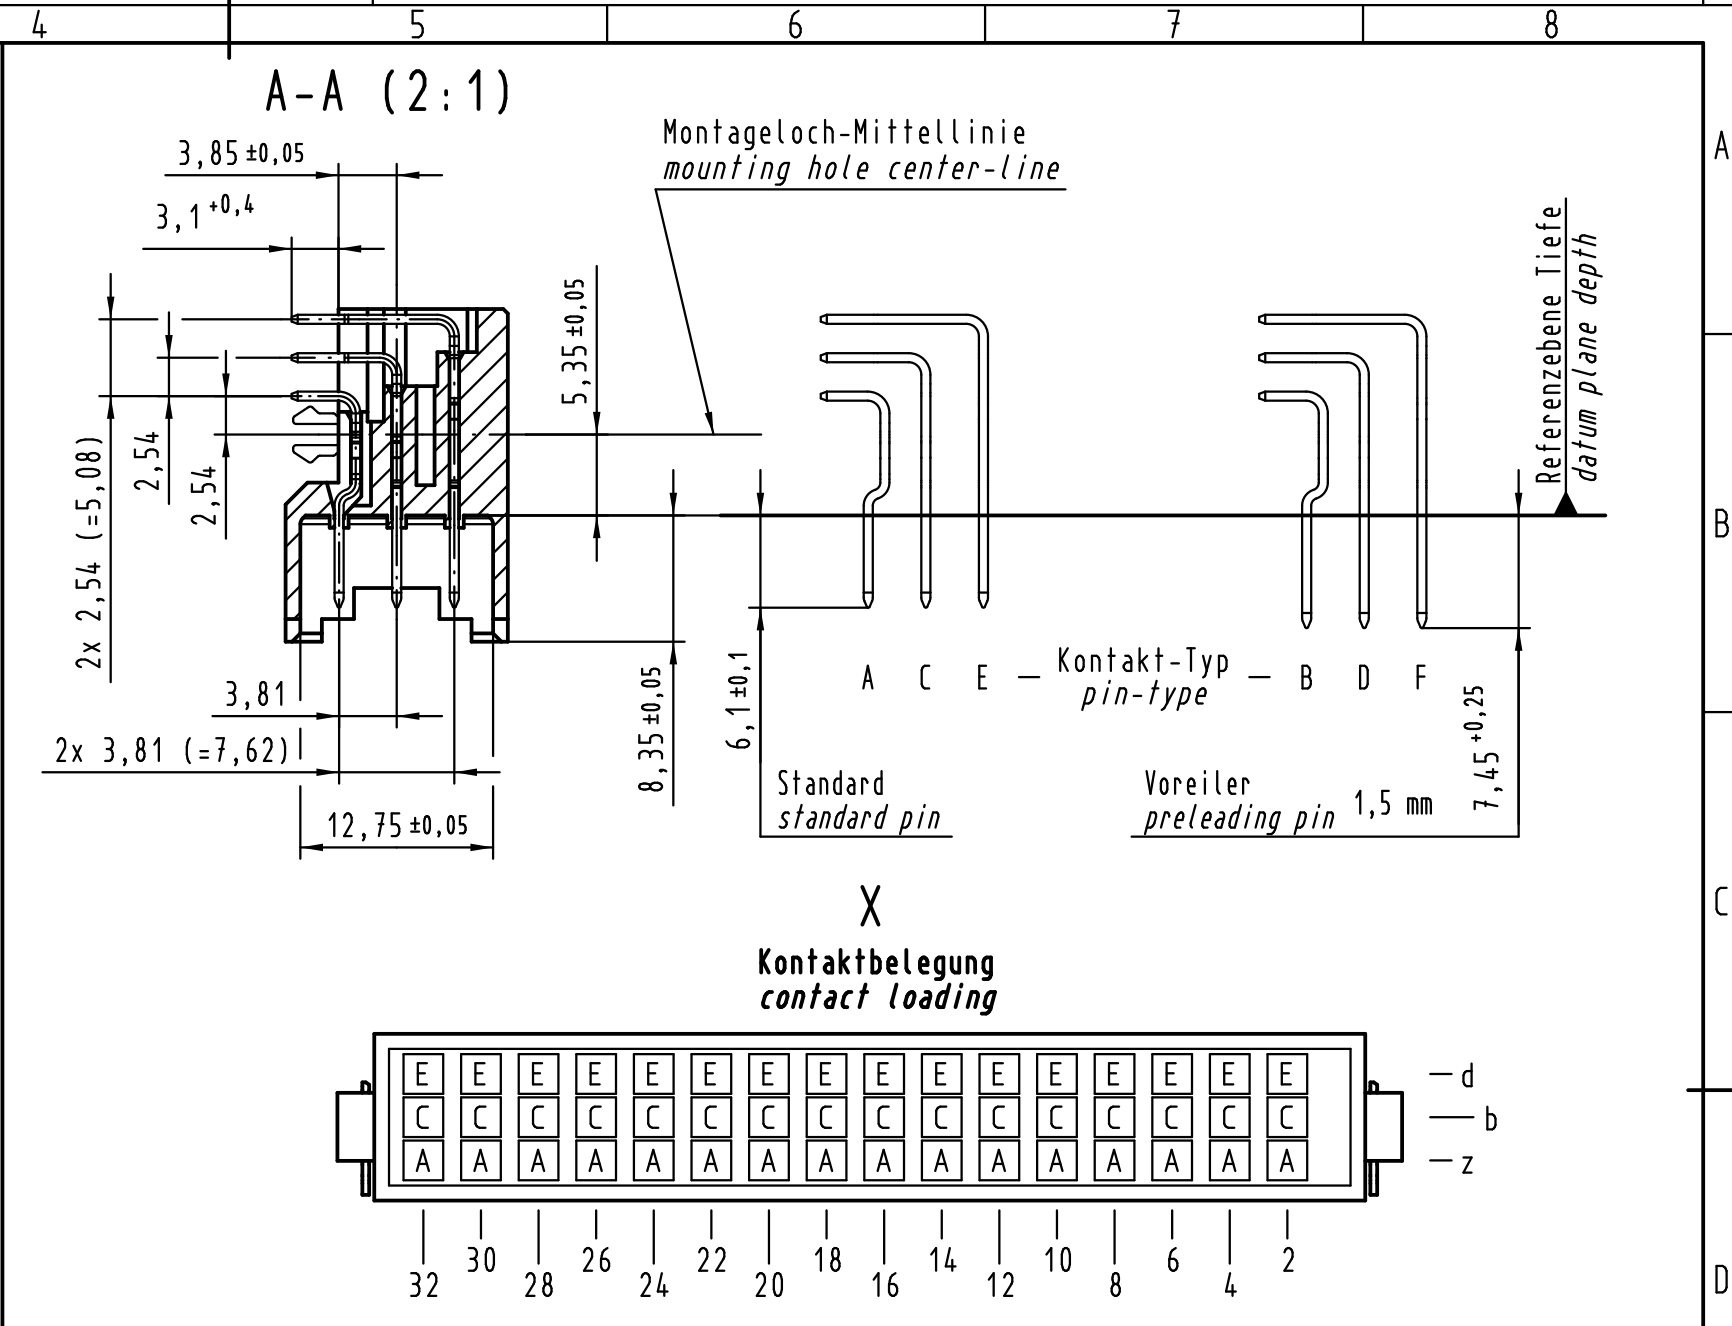 4 5 6 7 8
A-A (2:1)
3,85 ±0,05
3,1 +0,4
2x 2,54 (=5,08)
2,54
2,54
5,35 ±0,05
Montageloch-Mittellinie
mounting hole center-line
Referenzebene Tiefe
datum plane depth
A
B
C
D
3,81
2x 3,81 (=7,62)
12,75 ±0,05
8,35 ±0,05
6,1 ±0,1
A C E — Kontakt-Typ — B D F
pin-type
7,45 +0,25
Standard
standard pin
Voreiler
preleading pin 1,5 mm
X
Kontaktbelegung
contact loading
E E E E E E E E E E E E E E E E — d
C C C C C C C C C C C C C C C C — b
A A A A A A A A A A A A A A A A — z
30 26 22 18 14 10 6 2
32 28 24 20 16 12 8 4